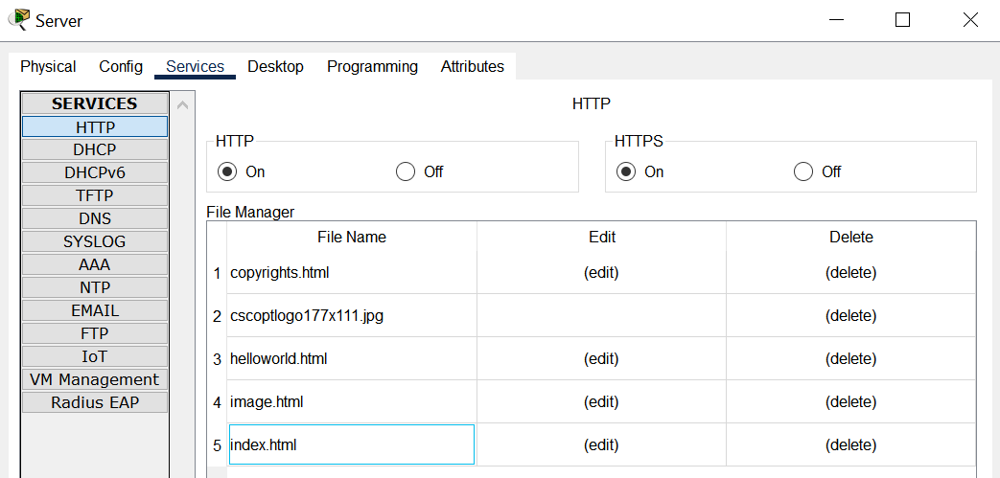 Server
Physical Config Services Desktop Programming Attributes
SERVICES
HTTP
DHCP
DHCPv6
TFTP
DNS
SYSLOG
AAA
NTP
EMAIL
FTP
IoT
VM Management
Radius EAP
HTTP
HTTP
On Off
HTTPS
On Off
File Manager
File Name Edit Delete
1 copyrights.html (edit) (delete)
2 cscoptlogo177x111.jpg (delete)
3 helloworld.html (edit) (delete)
4 image.html (edit) (delete)
5 index.html (edit) (delete)